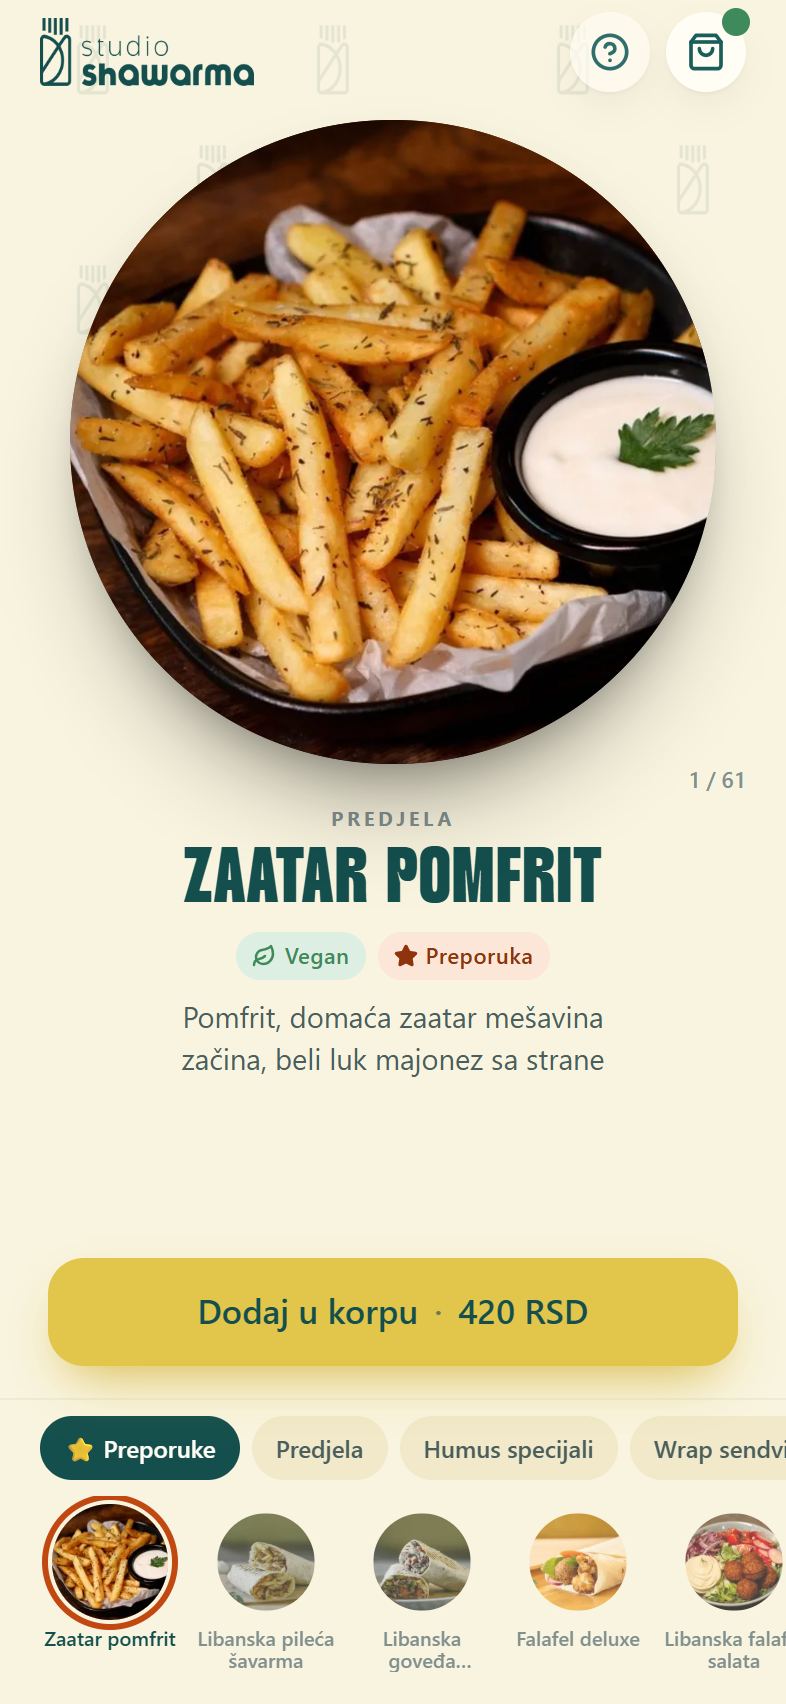 studio
shawarma
1 / 61
PREDJELA
ZAATAR POMFRIT
Vegan
Preporuka
Pomfrit, domaća zaatar mešavina
začina, beli luk majonez sa strane
Dodaj u korpu · 420 RSD
Preporuke
Predjela
Humus specijali
Wrap sendvi
Zaatar pomfrit
Libanska pileća
šavarma
Libanska
goveđa...
Falafel deluxe
Libanska falaf
salata